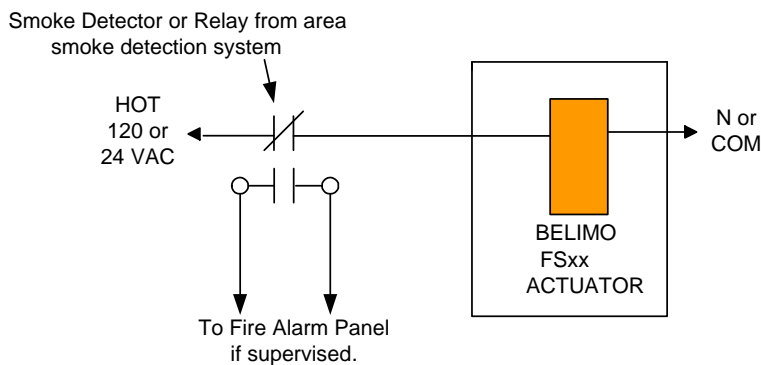 Smoke Detector or Relay from area
smoke detection system
HOT
120 or
24 VAC
N or
COM
BELIMO
FSxx
ACTUATOR
To Fire Alarm Panel
if supervised.